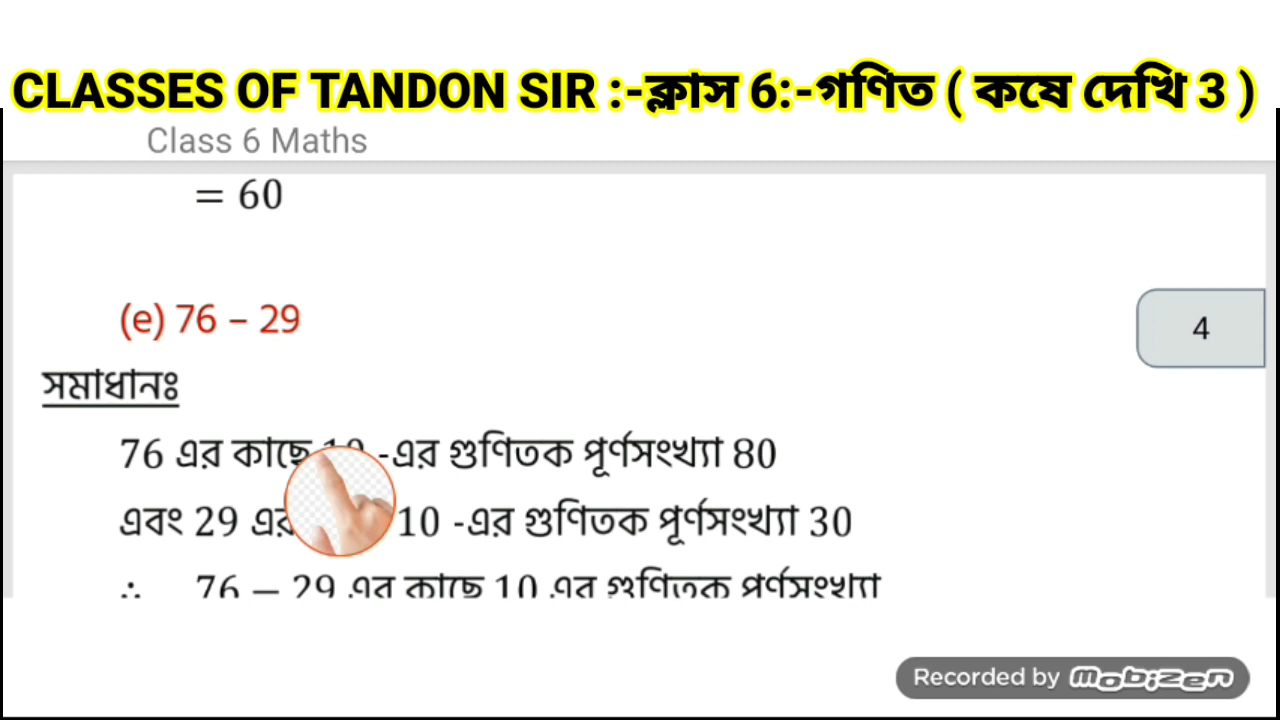 CLASSES OF TANDON SIR :-ক্লাস 6:-গণিত ( কষে দেখি 3 )
Class 6 Maths
= 60
(e) 76 – 29
4
সমাধানঃ
76 এর কাছে 10 -এর গুণিতক পূর্ণসংখ্যা 80
এবং 29 এর 10 -এর গুণিতক পূর্ণসংখ্যা 30
∴ 76 – 29 এর কাছে 10 এর গুণিতক পূর্ণসংখ্যা
Recorded by Mobizen